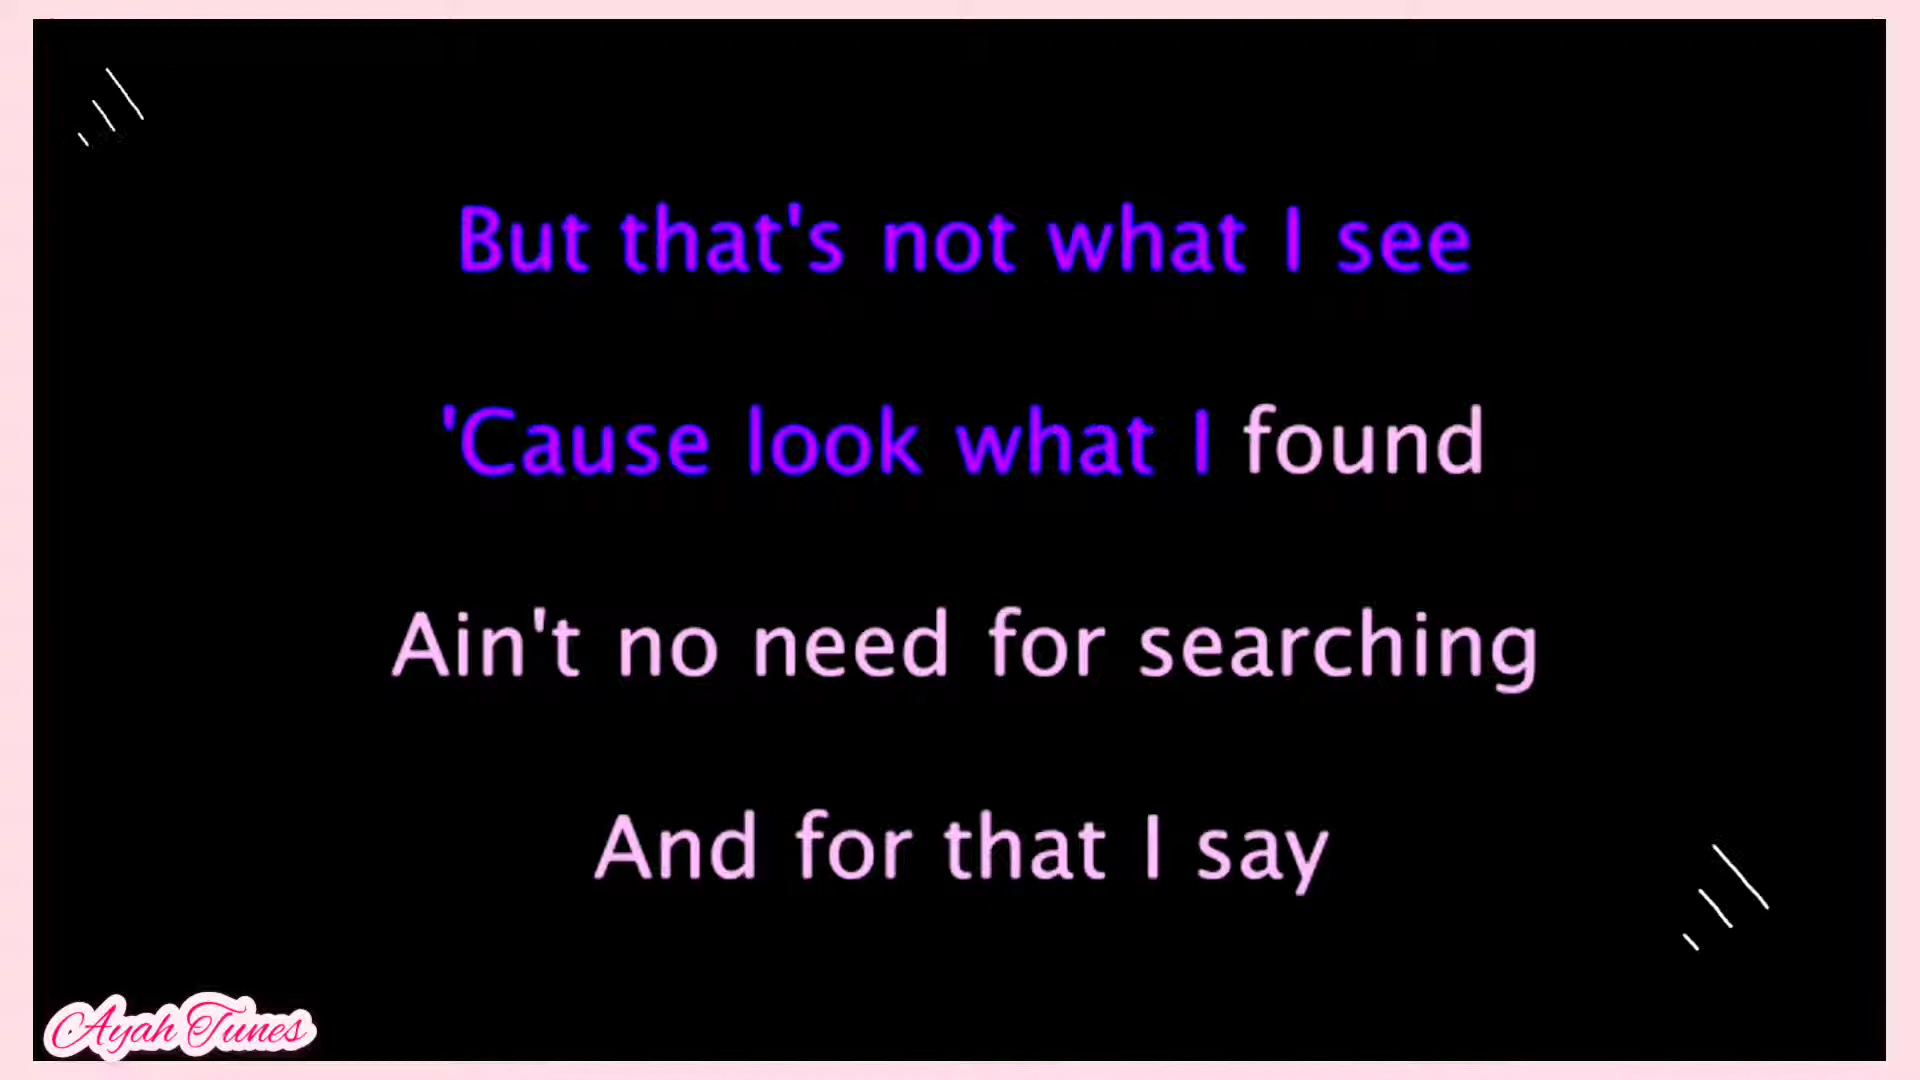 But that's not what I see
'Cause look what I found
Ain't no need for searching
And for that I say
Ayah Tunes